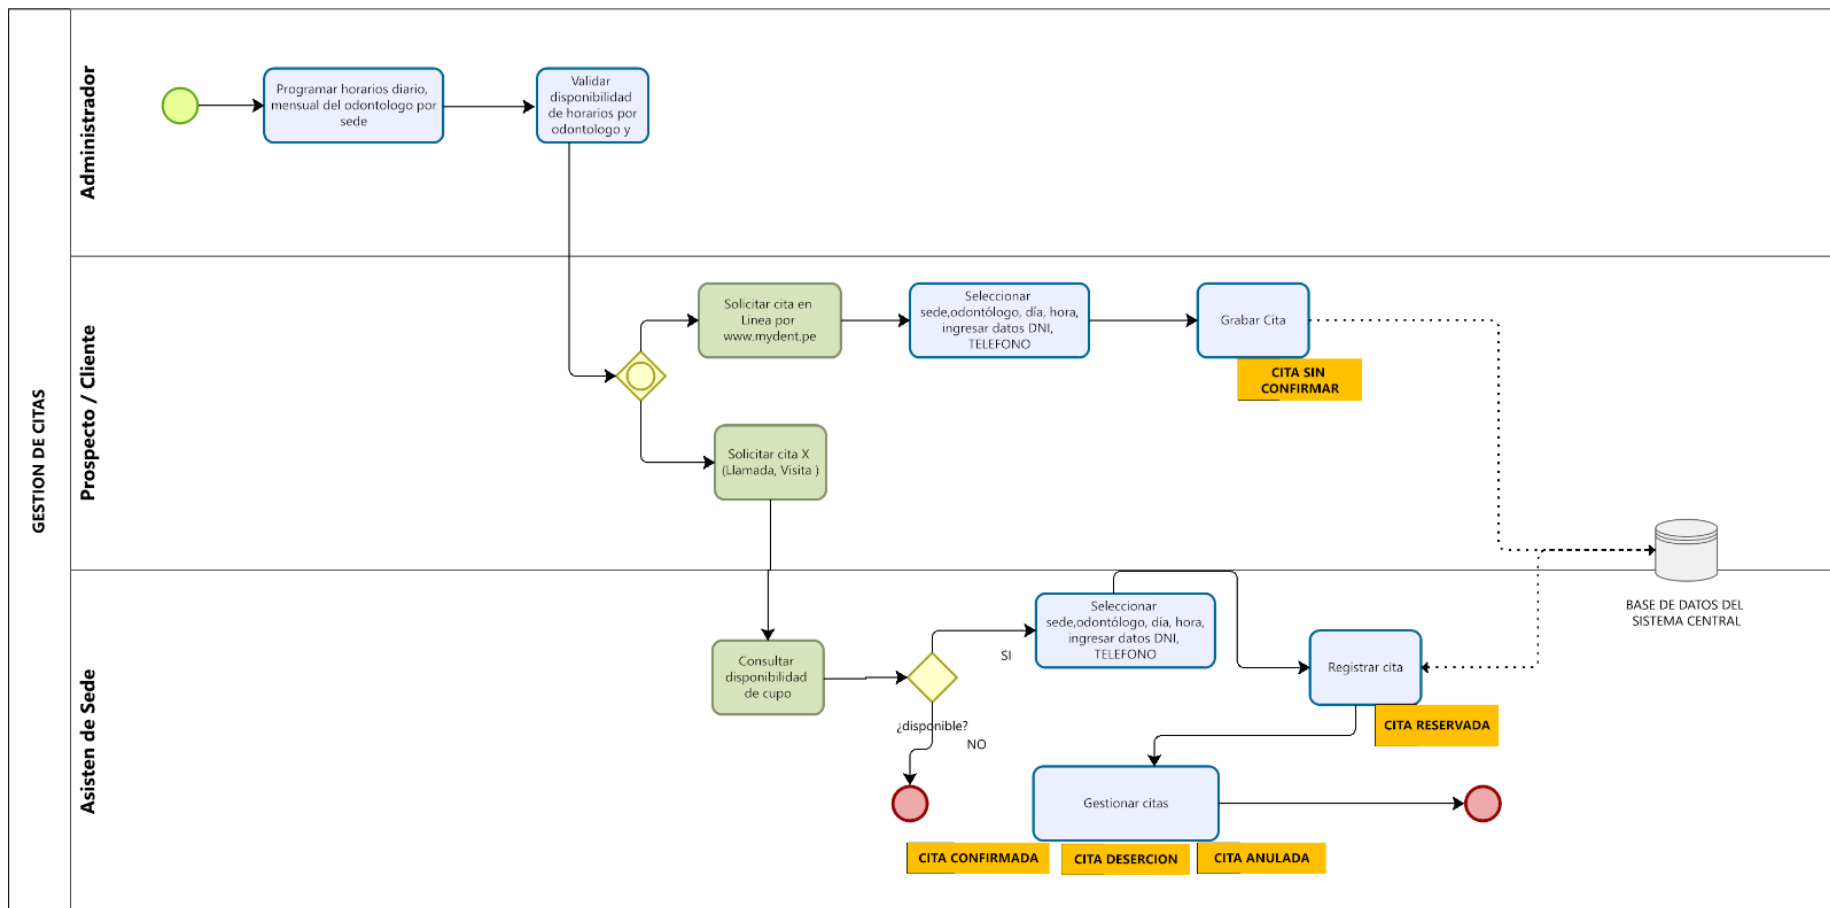 GESTION DE CITAS
Administrador
Programar horarios diario,
mensual del odontologo por
sede
Validar
disponibilidad
de horarios por
odontologo y
Prospecto / Cliente
Solicitar cita en
Linea por
www.mydent.pe
Seleccionar
sede,odontólogo, día, hora,
ingresar datos DNI,
TELEFONO
Grabar Cita
CITA SIN
CONFIRMAR
Solicitar cita X
(Llamada, Visita )
BASE DE DATOS DEL
SISTEMA CENTRAL
Asisten de Sede
Consultar
disponibilidad
de cupo
¿disponible?
SI
NO
Seleccionar
sede,odontólogo, día, hora,
ingresar datos DNI,
TELEFONO
Registrar cita
CITA RESERVADA
Gestionar citas
CITA CONFIRMADA
CITA DESERCION
CITA ANULADA